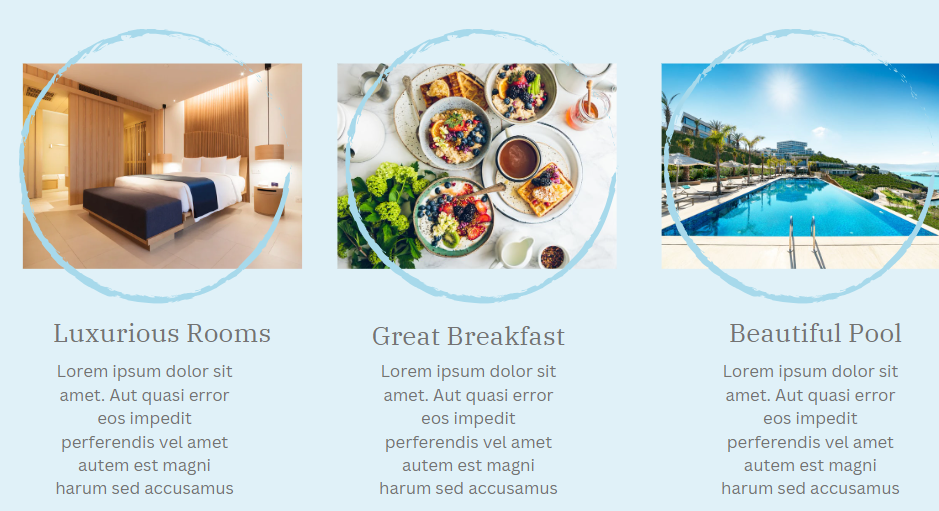 Luxurious Rooms
Lorem ipsum dolor sit
amet. Aut quasi error
eos impedit
perferendis vel amet
autem est magni
harum sed accusamus
Great Breakfast
Lorem ipsum dolor sit
amet. Aut quasi error
eos impedit
perferendis vel amet
autem est magni
harum sed accusamus
Beautiful Pool
Lorem ipsum dolor sit
amet. Aut quasi error
eos impedit
perferendis vel amet
autem est magni
harum sed accusamus